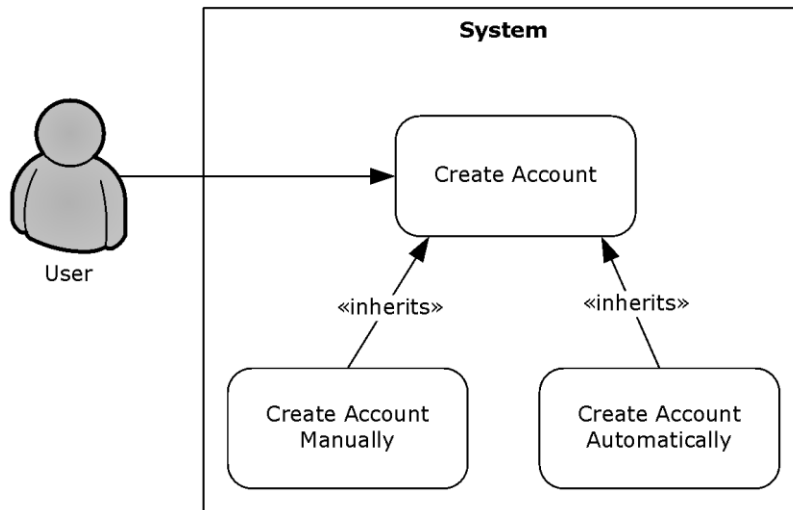 System
Create Account
User
«inherits»
«inherits»
Create Account
Manually
Create Account
Automatically